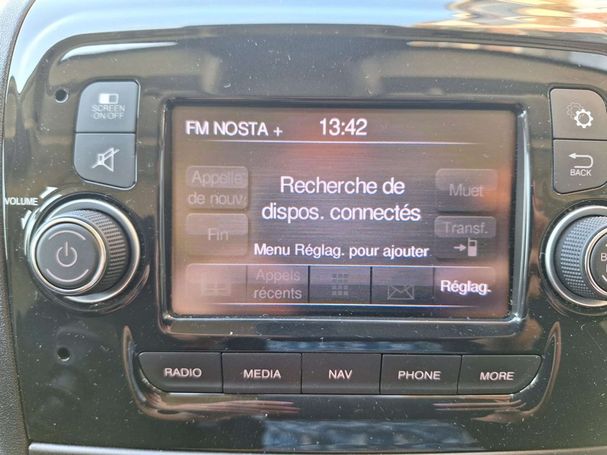 SCREEN
ON/OFF
VOLUME
FM NOSTA + 13:42
Appelle
de nouv.
Recherche de
dispos. connectés
Muet
Fin
Transf.
Menu Réglag. pour ajouter
Appels
récents
Réglag.
BACK
RADIO MEDIA NAV PHONE MORE